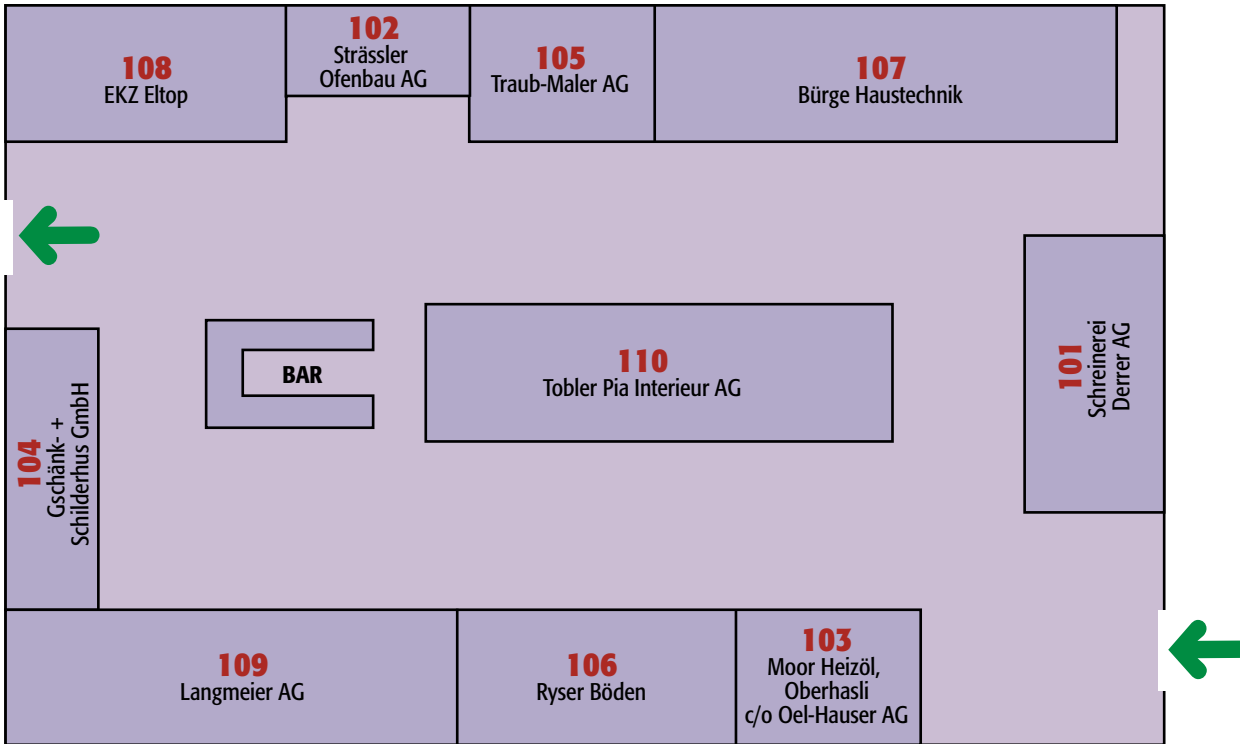 108
EKZ Eltop
102
Strässler
Ofenbau AG
105
Traub-Maler AG
107
Bürge Haustechnik
104
Gschänk- +
Schilderhus GmbH
BAR
110
Tobler Pia Interieur AG
101
Schreinerei
Derrer AG
109
Langmeier AG
106
Ryser Böden
103
Moor Heizöl,
Oberhasli
c/o Oel-Hauser AG